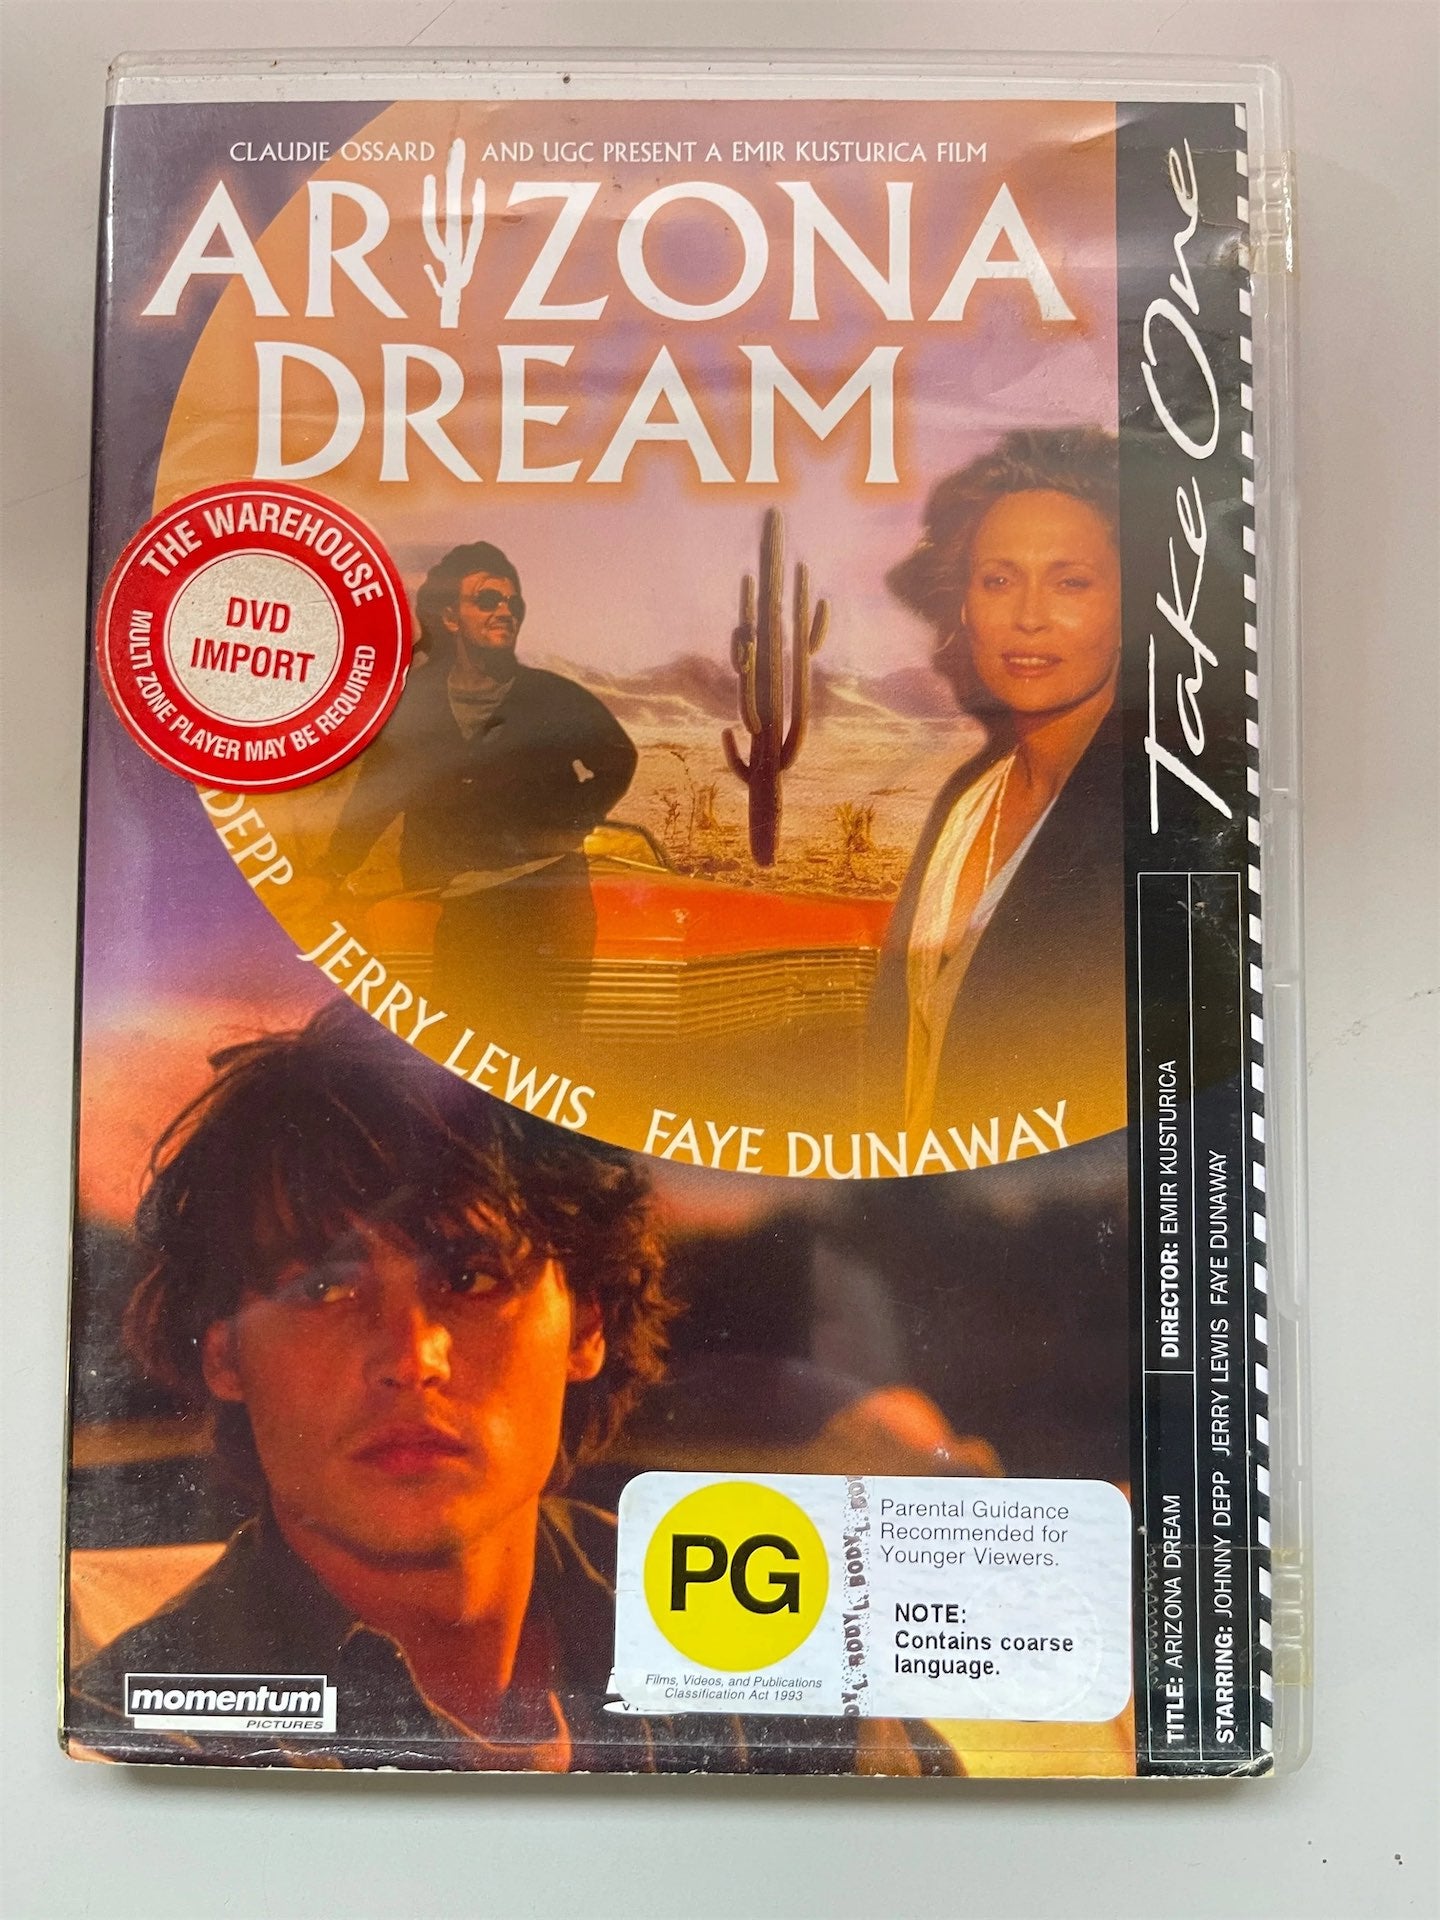 CLAUDIE OSSARD AND UGC PRESENT A EMIR KUSTURICA FILM
ARIZONA
DREAM
THE WAREHOUSE
DVD
IMPORT
MULTI ZONE PLAYER MAY BE REQUIRED
DEPP JERRY LEWIS FAYE DUNAWAY
Take One
DIRECTOR: EMIR KUSTURICA
TITLE: ARIZONA DREAM
STARRING: JOHNNY DEPP JERRY LEWIS FAYE DUNAWAY
PG
Films, Videos, and Publications
Classification Act 1993
BODY L. BODY L. BO
Parental Guidance
Recommended for
Younger Viewers.
NOTE:
Contains coarse
language.
momentum
PICTURES